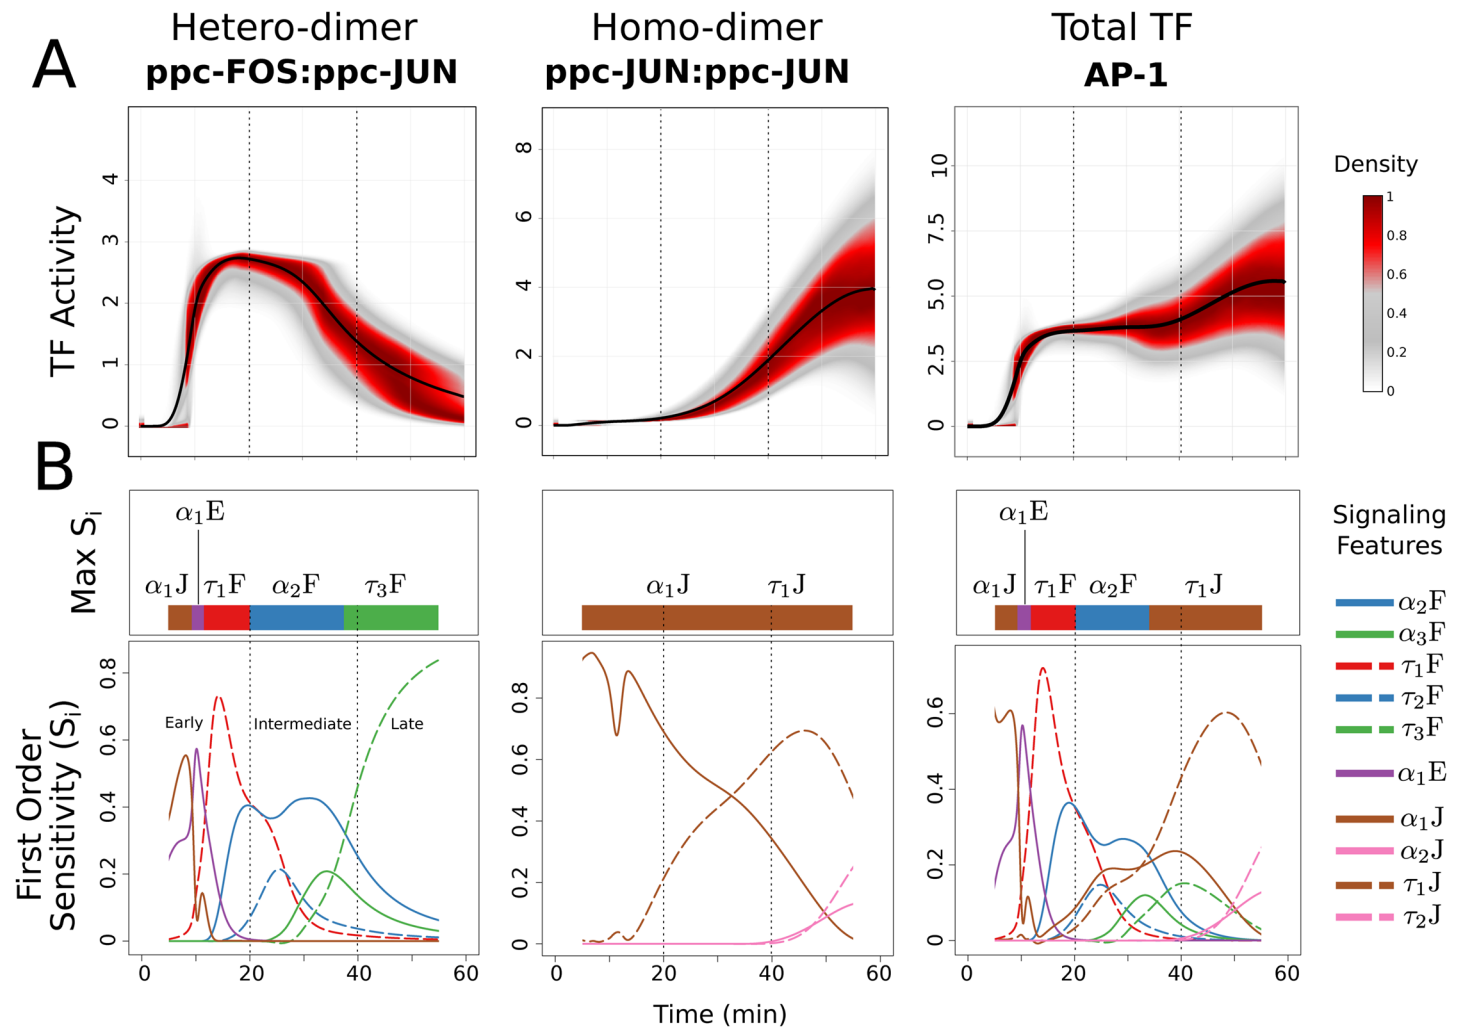 A
Hetero-dimer
ppc-FOS:ppc-JUN
Homo-dimer
ppc-JUN:ppc-JUN
Total TF
AP-1
TF Activity
4
3
2
1
0
8
6
4
2
0
10
7.5
5.0
2.5
0
Density
1
0.8
0.6
0.4
0.2
0
B
Max Sᵢ
α₁E
α₁J τ₁F α₂F τ₃F
α₁J τ₁J
α₁E
α₁J τ₁F α₂F τ₁J
First Order
Sensitivity (Sᵢ)
Early Intermediate Late
0.8
0.6
0.4
0.2
0
0 20 40 60
0.8
0.6
0.4
0.2
0
0 20 40 60
0.6
0.4
0.2
0
0 20 40 60
Time (min)
Signaling
Features
α₂F
α₃F
τ₁F
τ₂F
τ₃F
α₁E
α₁J
α₂J
τ₁J
τ₂J